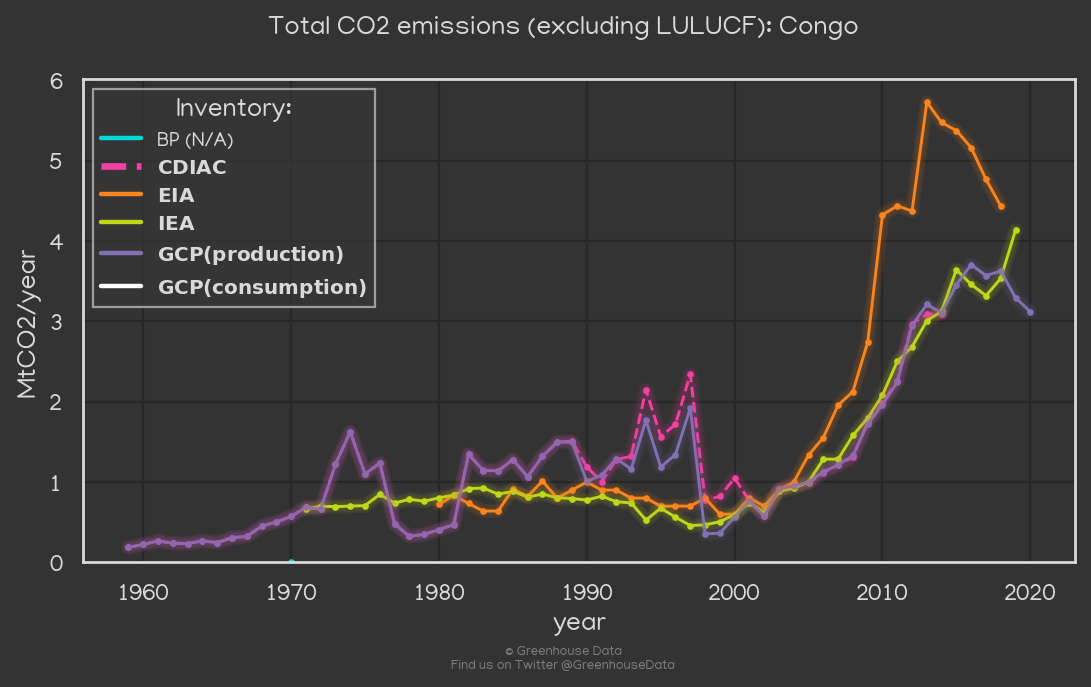 Total CO2 emissions (excluding LULUCF): Congo
6
5
4
3
2
1
0
MtCO2/year
Inventory:
BP (N/A)
CDIAC
EIA
IEA
GCP(production)
GCP(consumption)
1960 1970 1980 1990 2000 2010 2020
year
© Greenhouse Data
Find us on Twitter @GreenhouseData